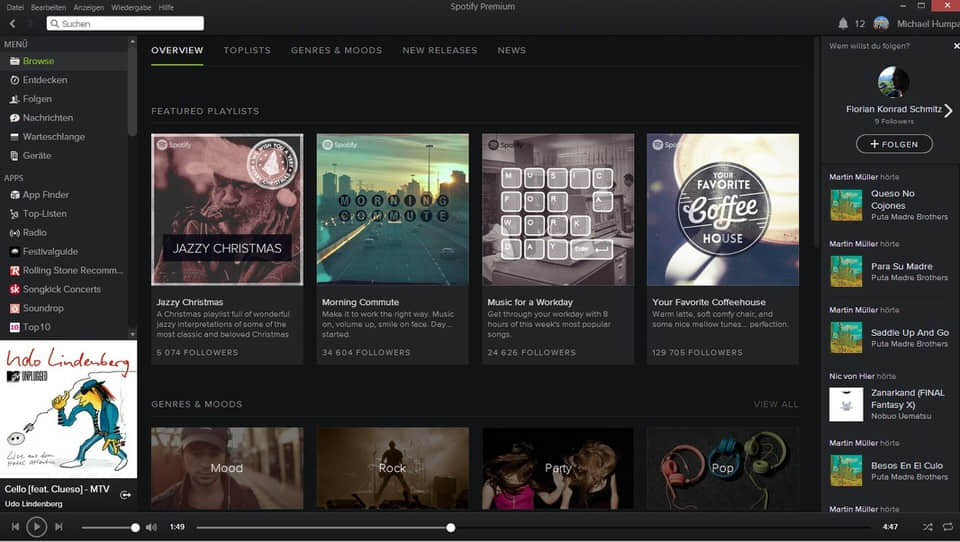 Datei Bearbeiten Anzeigen Wiedergabe Hilfe
Spotify Premium
Suchen
12
Michael Humpa
MENÜ
Browse
Entdecken
Folgen
Nachrichten
Warteschlange
Geräte
APPS
App Finder
Top-Listen
Radio
Festivalguide
Rolling Stone Recomm...
Songkick Concerts
Soundrop
Top10
Udo Lindenberg
MTV UNPLUGGED
Live aus dem
Hotel Atlantic
Cello [feat. Clueso] - MTV
Udo Lindenberg
OVERVIEW TOPLISTS GENRES & MOODS NEW RELEASES NEWS
FEATURED PLAYLISTS
Spotify
WISH YOU A VERY
JAZZY CHRISTMAS
Jazzy Christmas
A Christmas playlist full of wonderful
jazzy interpretations of some of the
most classic and beloved Christmas
5 074 FOLLOWERS
Spotify
MORNING
COMMUTE
Morning Commute
Make it to work the right way. Music
on, volume up, smile on face. Day...
started.
34 604 FOLLOWERS
Spotify
MUSIC
FOR A
WORK
DAY Enter
Music for a Workday
Get through your workday with 8
hours of this week's most popular
songs.
24 626 FOLLOWERS
Spotify
YOUR
FAVORITE
Coffee
HOUSE
Your Favorite Coffeehouse
Warm latte, soft comfy chair, and
some nice mellow tunes... perfection.
129 705 FOLLOWERS
GENRES & MOODS
VIEW ALL
Mood
Rock
Party
Pop
Wem willst du folgen?
Florian Konrad Schmitz
9 Followers
+ FOLGEN
Martin Müller hörte
Queso No
Cojones
Puta Madre Brothers
Martin Müller hörte
Para Su Madre
Puta Madre Brothers
Martin Müller hörte
Saddle Up And Go
Puta Madre Brothers
Nic von Hier hörte
Zanarkand (FINAL
Fantasy X)
Nobuo Uematsu
Martin Müller hörte
Besos En El Culo
Puta Madre Brothers
Martin Müller hörte
1:49
4:47